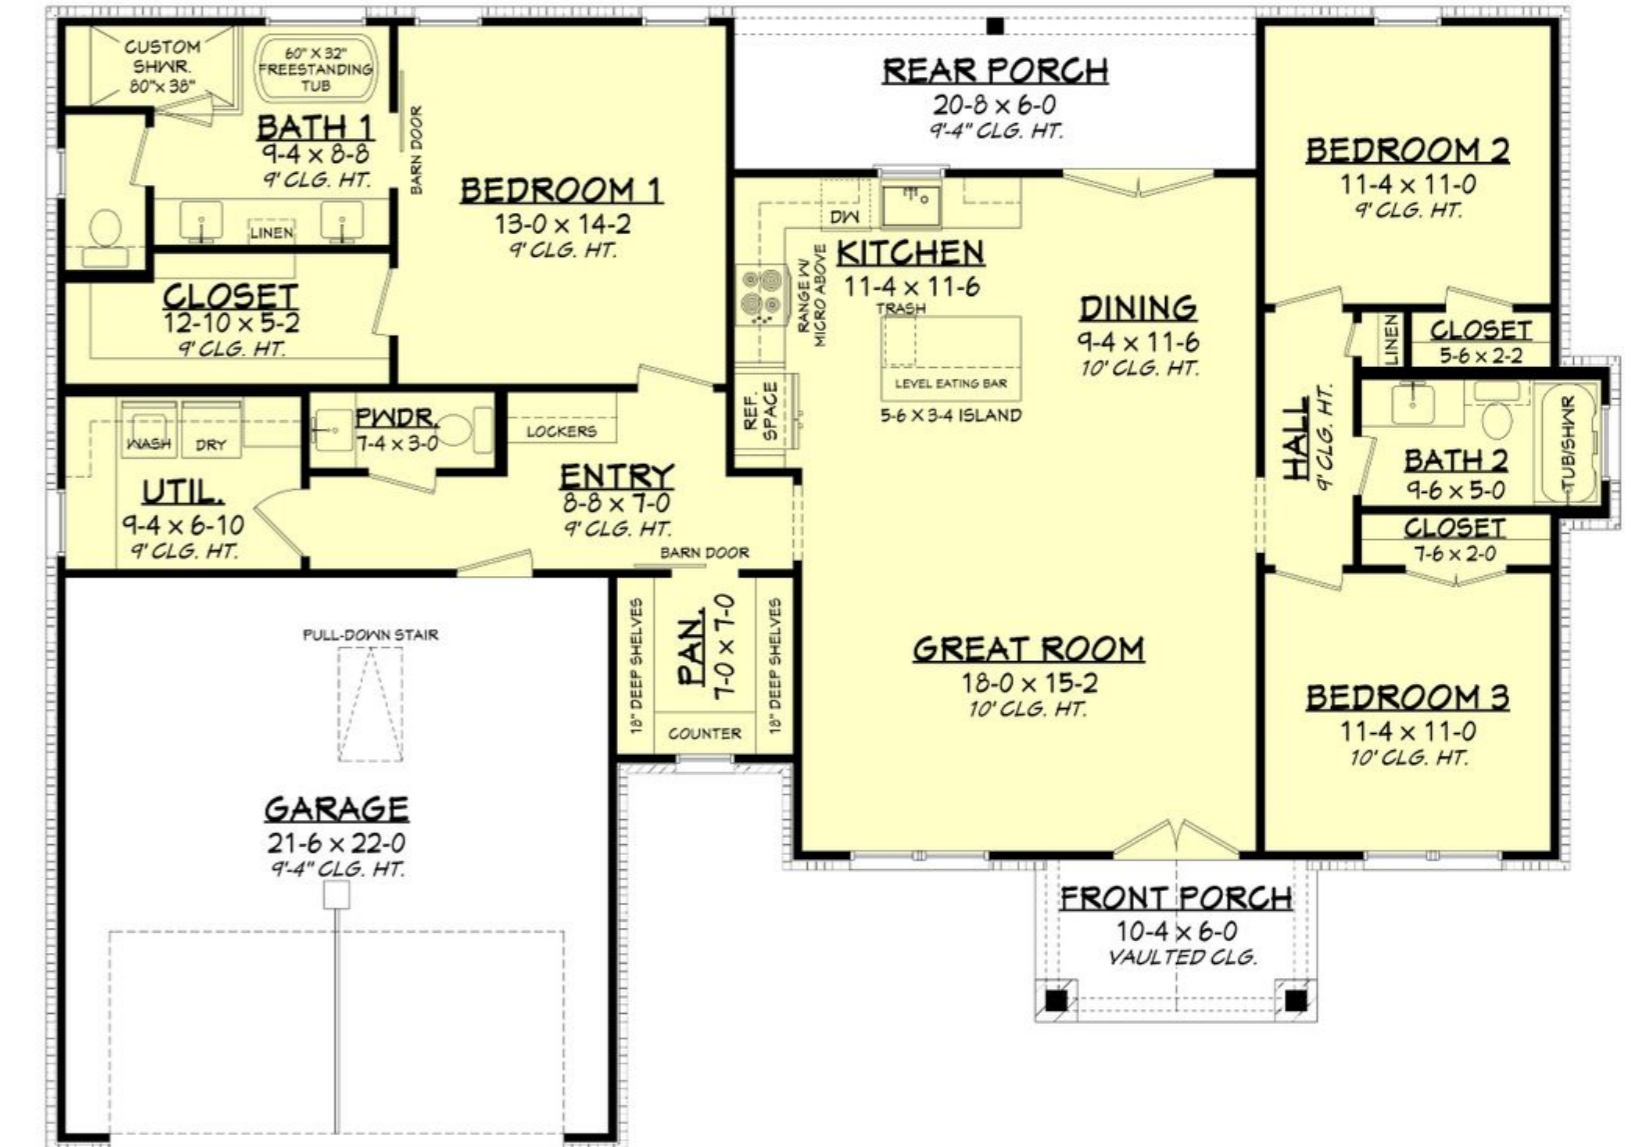 CUSTOM
SHWR.
80"x 38"
60" X 32"
FREESTANDING
TUB
BATH 1
9-4 x 8-8
9' CLG. HT.
LINEN
BARN DOOR
BEDROOM 1
13-0 x 14-2
9' CLG. HT.
REAR PORCH
20-8 x 6-0
9'-4" CLG. HT.
BEDROOM 2
11-4 x 11-0
9' CLG. HT.
CLOSET
12-10 x 5-2
9' CLG. HT.
DW
KITCHEN
11-4 x 11-6
RANGE W/
MICRO ABOVE
TRASH
LEVEL EATING BAR
5-6 X 3-4 ISLAND
REF.
SPACE
DINING
9-4 x 11-6
10' CLG. HT.
LINEN
CLOSET
5-6 x 2-2
HALL
9' CLG. HT.
BATH 2
9-6 x 5-0
TUB/SHWR
CLOSET
7-6 x 2-0
WASH
DRY
UTIL.
9-4 x 6-10
9' CLG. HT.
PWDR.
7-4 x 3-0
LOCKERS
ENTRY
8-8 x 7-0
9' CLG. HT.
BARN DOOR
18" DEEP SHELVES
PAN.
7-0 x 7-0
18" DEEP SHELVES
COUNTER
GREAT ROOM
18-0 x 15-2
10' CLG. HT.
BEDROOM 3
11-4 x 11-0
10' CLG. HT.
PULL-DOWN STAIR
GARAGE
21-6 x 22-0
9'-4" CLG. HT.
FRONT PORCH
10-4 x 6-0
VAULTED CLG.